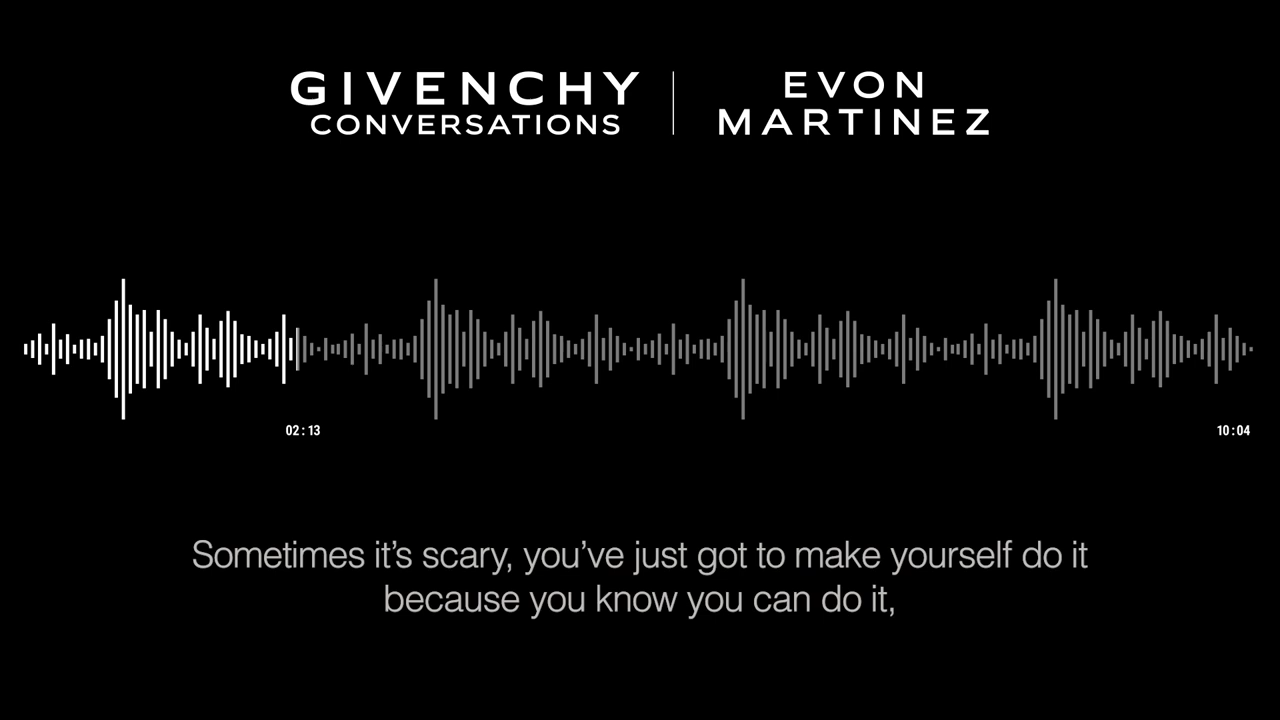 GIVENCHY
CONVERSATIONS
EVON
MARTINEZ
02:13
10:04
Sometimes it’s scary, you’ve just got to make yourself do it
because you know you can do it,